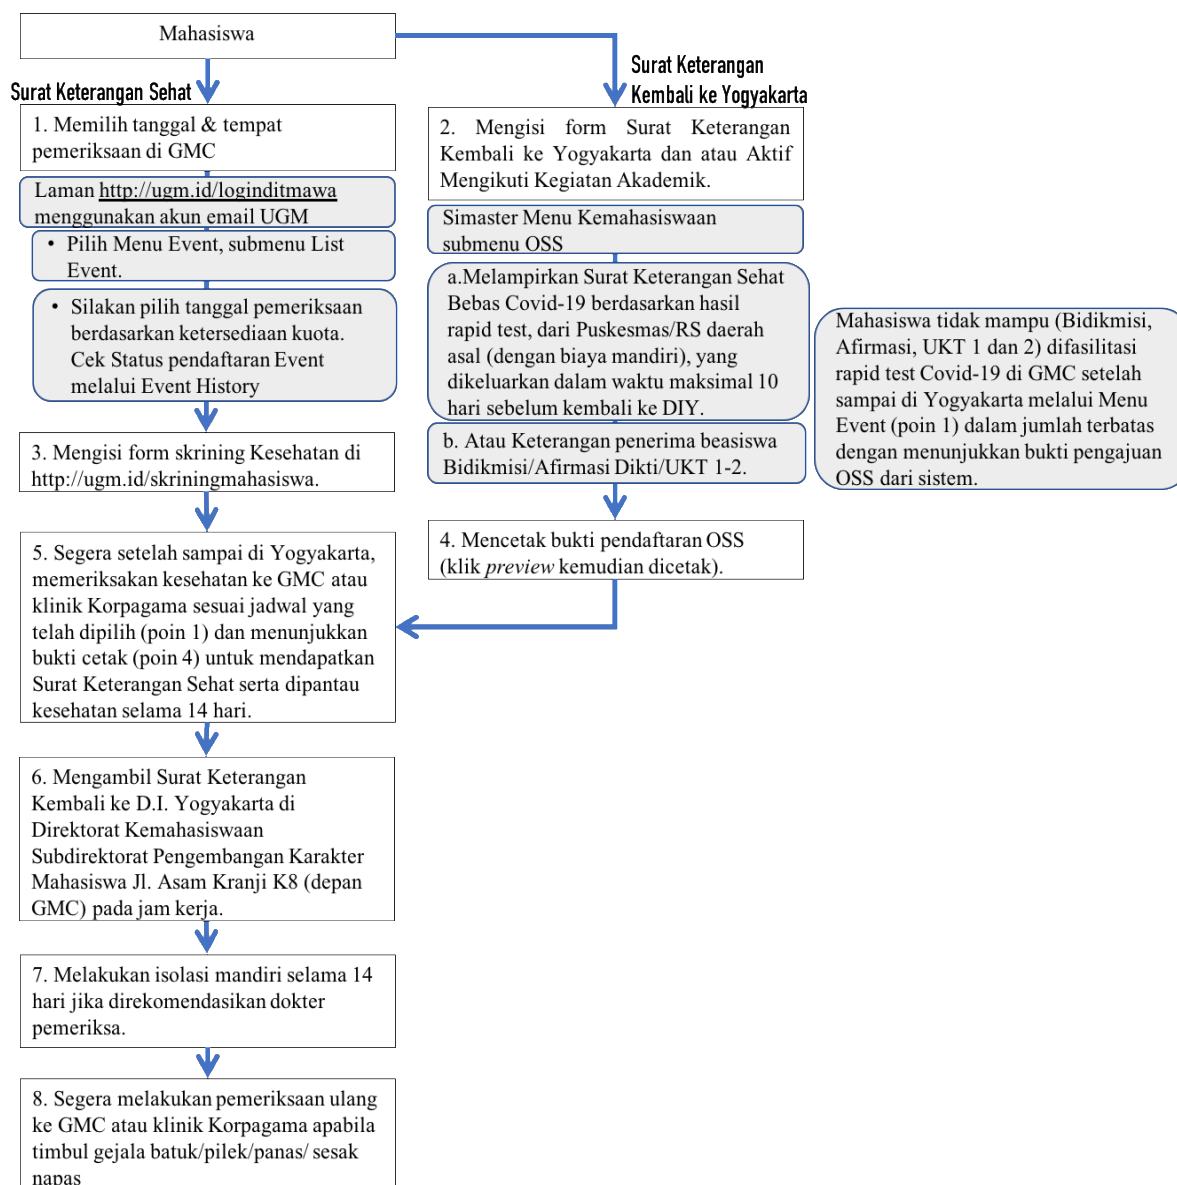 Mahasiswa
Surat Keterangan Sehat
1. Memilih tanggal & tempat
pemeriksaan di GMC
Laman http://ugm.id/loginditmawa
menggunakan akun email UGM
• Pilih Menu Event, submenu List
Event.
• Silakan pilih tanggal pemeriksaan
berdasarkan ketersediaan kuota.
Cek Status pendaftaran Event
melalui Event History
3. Mengisi form skrining Kesehatan di
http://ugm.id/skriningmahasiswa.
Surat Keterangan
Kembali ke Yogyakarta
2. Mengisi form Surat Keterangan
Kembali ke Yogyakarta dan atau Aktif
Mengikuti Kegiatan Akademik.
Simaster Menu Kemahasiswaan
submenu OSS
a.Melampirkan Surat Keterangan Sehat
Bebas Covid-19 berdasarkan hasil
rapid test, dari Puskesmas/RS daerah
asal (dengan biaya mandiri), yang
dikeluarkan dalam waktu maksimal 10
hari sebelum kembali ke DIY.
b. Atau Keterangan penerima beasiswa
Bidikmisi/Afirmasi Dikti/UKT 1-2.
Mahasiswa tidak mampu (Bidikmisi,
Afirmasi, UKT 1 dan 2) difasilitasi
rapid test Covid-19 di GMC setelah
sampai di Yogyakarta melalui Menu
Event (poin 1) dalam jumlah terbatas
dengan menunjukkan bukti pengajuan
OSS dari sistem.
4. Mencetak bukti pendaftaran OSS
(klik preview kemudian dicetak).
5. Segera setelah sampai di Yogyakarta,
memeriksakan kesehatan ke GMC atau
klinik Korpagama sesuai jadwal yang
telah dipilih (poin 1) dan menunjukkan
bukti cetak (poin 4) untuk mendapatkan
Surat Keterangan Sehat serta dipantau
kesehatan selama 14 hari.
6. Mengambil Surat Keterangan
Kembali ke D.I. Yogyakarta di
Direktorat Kemahasiswaan
Subdirektorat Pengembangan Karakter
Mahasiswa Jl. Asam Kranji K8 (depan
GMC) pada jam kerja.
7. Melakukan isolasi mandiri selama 14
hari jika direkomendasikan dokter
pemeriksa.
8. Segera melakukan pemeriksaan ulang
ke GMC atau klinik Korpagama apabila
timbul gejala batuk/pilek/panas/ sesak
napas